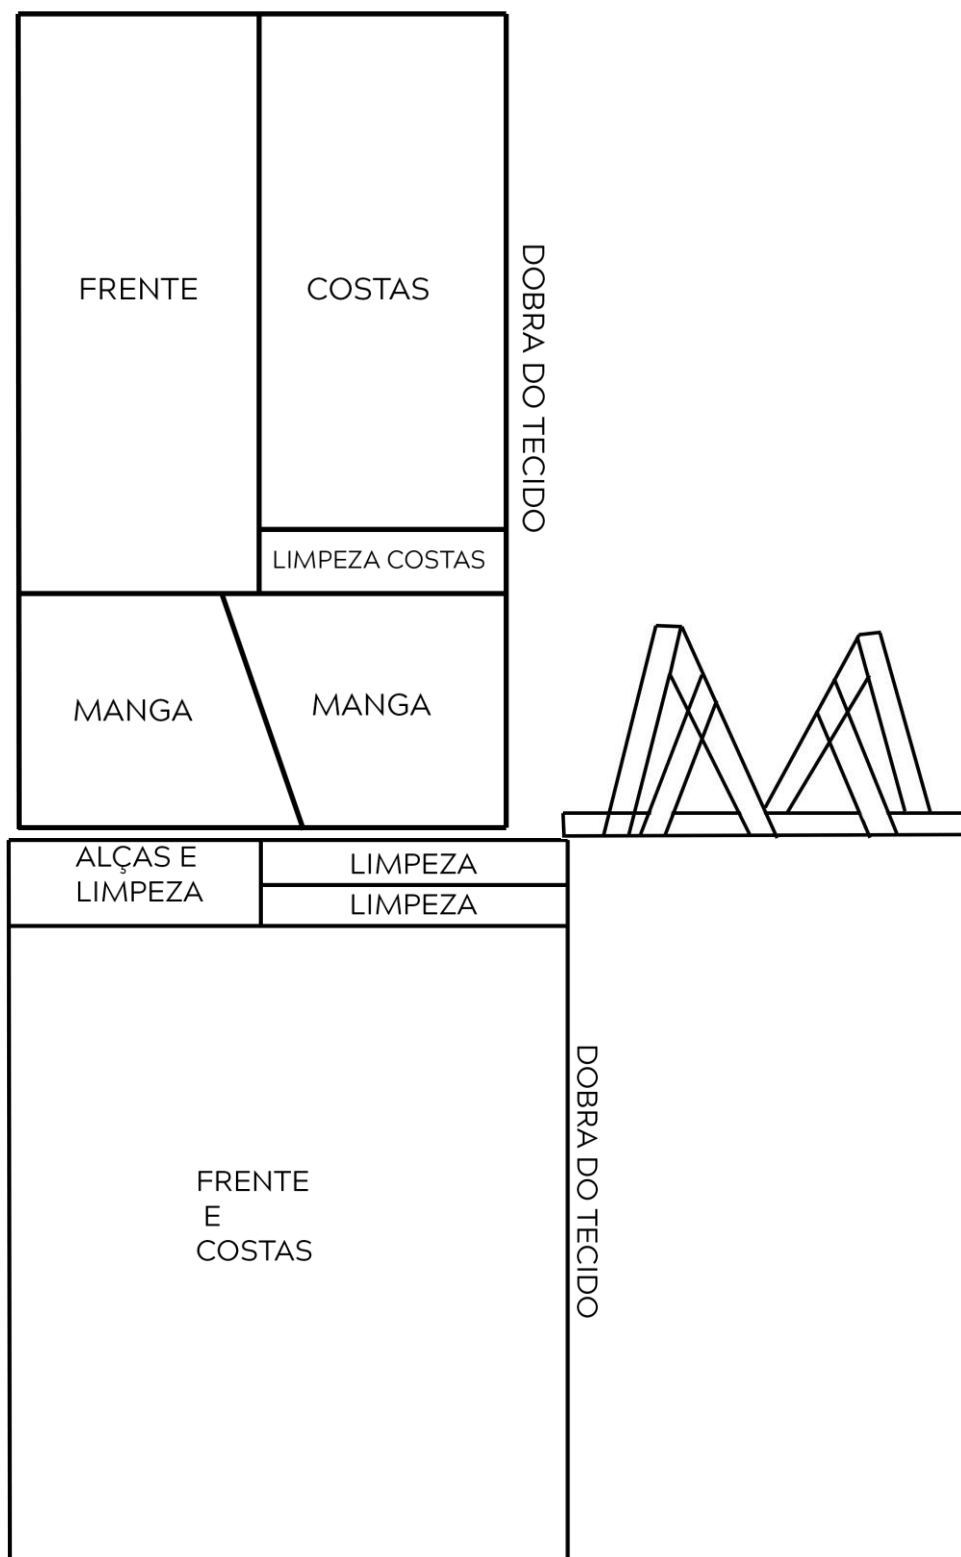 FRENTE
COSTAS
DOBRA DO TECIDO
LIMPEZA COSTAS
MANGA
MANGA
ALÇAS E
LIMPEZA
LIMPEZA
LIMPEZA
FRENTE
E
COSTAS
DOBRA DO TECIDO